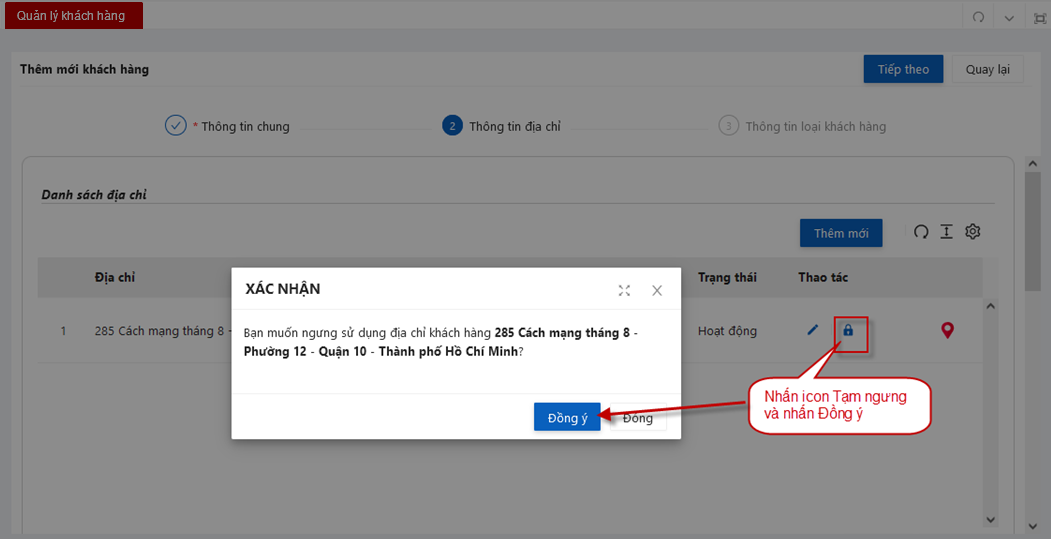 Quản lý khách hàng
Thêm mới khách hàng
Tiếp theo
Quay lại
* Thông tin chung
2 Thông tin địa chỉ
3 Thông tin loại khách hàng
Danh sách địa chỉ
Thêm mới
Địa chỉ
Trạng thái
Thao tác
1
285 Cách mạng tháng 8 -
Hoạt động
XÁC NHẬN
Bạn muốn ngưng sử dụng địa chỉ khách hàng 285 Cách mạng tháng 8 -
Phường 12 - Quận 10 - Thành phố Hồ Chí Minh?
Đồng ý
Đóng
Nhấn icon Tạm ngưng
và nhấn Đồng ý